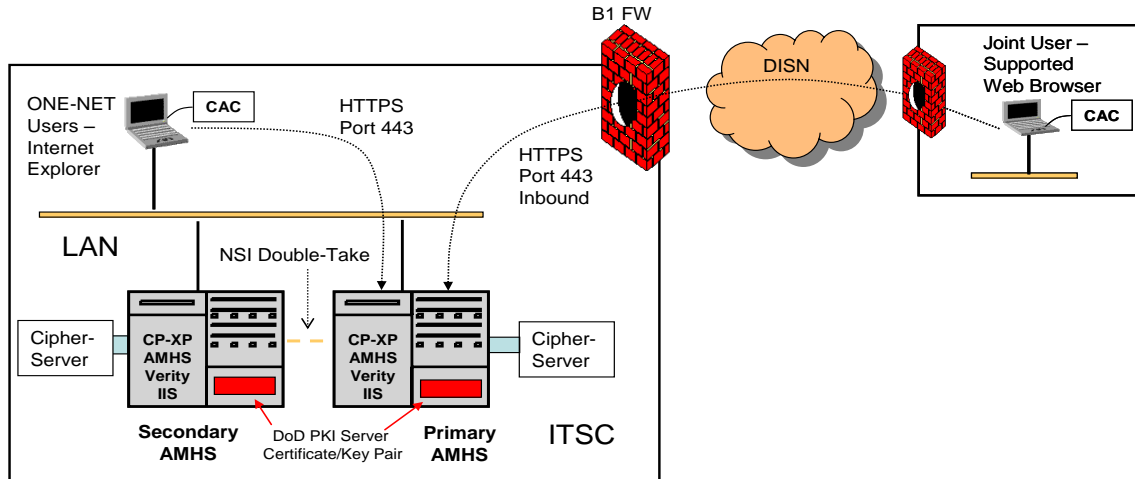 B1 FW
ONE-NET
Users –
Internet
Explorer
CAC
HTTPS
Port 443
HTTPS
Port 443
Inbound
DISN
Joint User –
Supported
Web Browser
CAC
LAN
NSI Double-Take
Cipher-
Server
CP-XP
AMHS
Verity
IIS
CP-XP
AMHS
Verity
IIS
Cipher-
Server
Secondary
AMHS
DoD PKI Server
Certificate/Key Pair
Primary
AMHS
ITSC